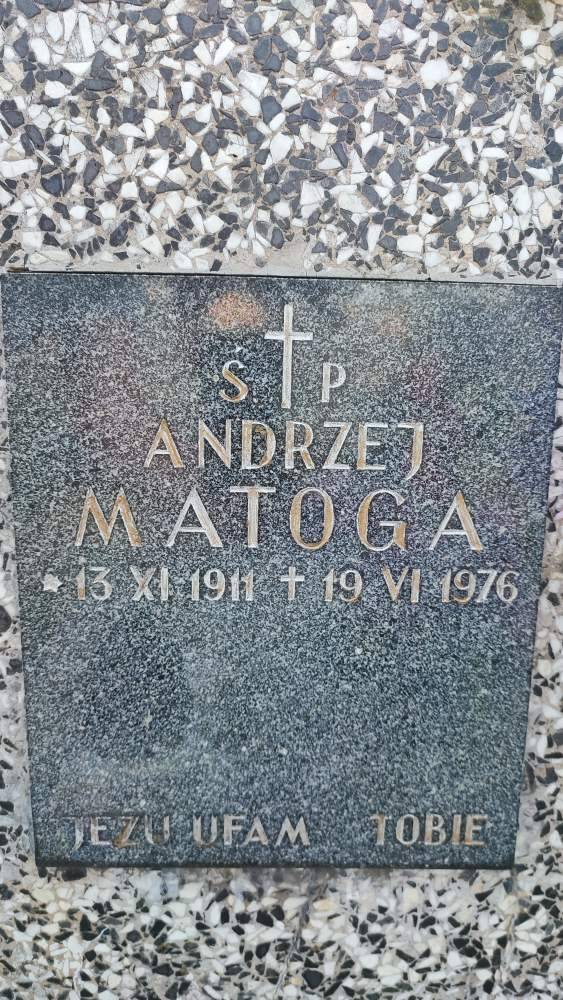 Ś P
ANDRZEJ
MATOGA
* 13 XI 1911 † 19 VI 1976
JEZU UFAM TOBIE